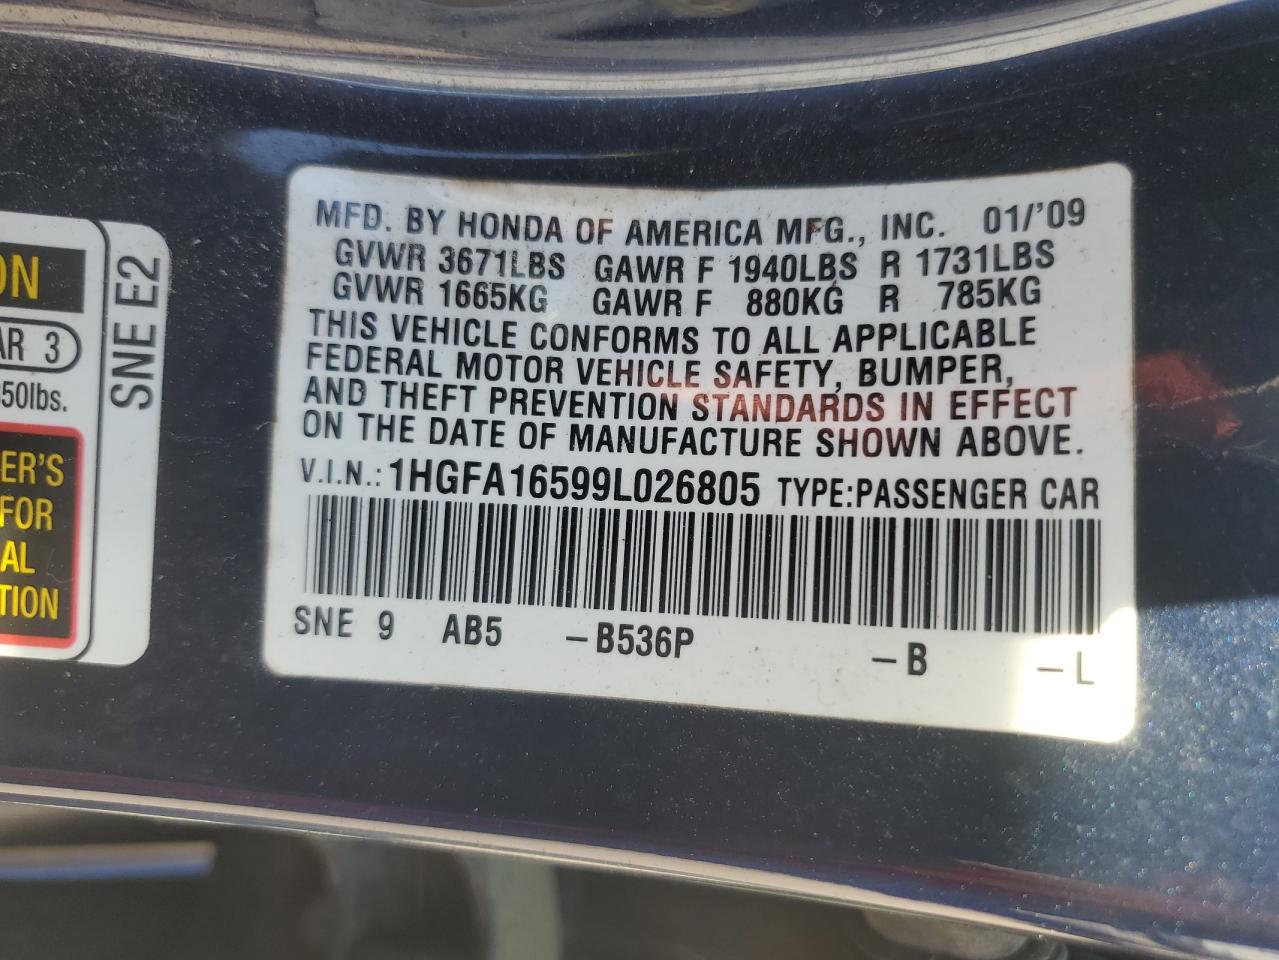 MFD. BY HONDA OF AMERICA MFG., INC. 01/'09
GVWR 3671LBS GAWR F 1940LBS R 1731LBS
GVWR 1665KG GAWR F 880KG R 785KG
THIS VEHICLE CONFORMS TO ALL APPLICABLE
FEDERAL MOTOR VEHICLE SAFETY, BUMPER,
AND THEFT PREVENTION STANDARDS IN EFFECT
ON THE DATE OF MANUFACTURE SHOWN ABOVE.
V.I.N.: 1HGFA16599L026805 TYPE:PASSENGER CAR
SNE 9 AB5 -B536P -B -L
SNE E2
ON
AR 3
50lbs.
ER'S
FOR
AL
TION